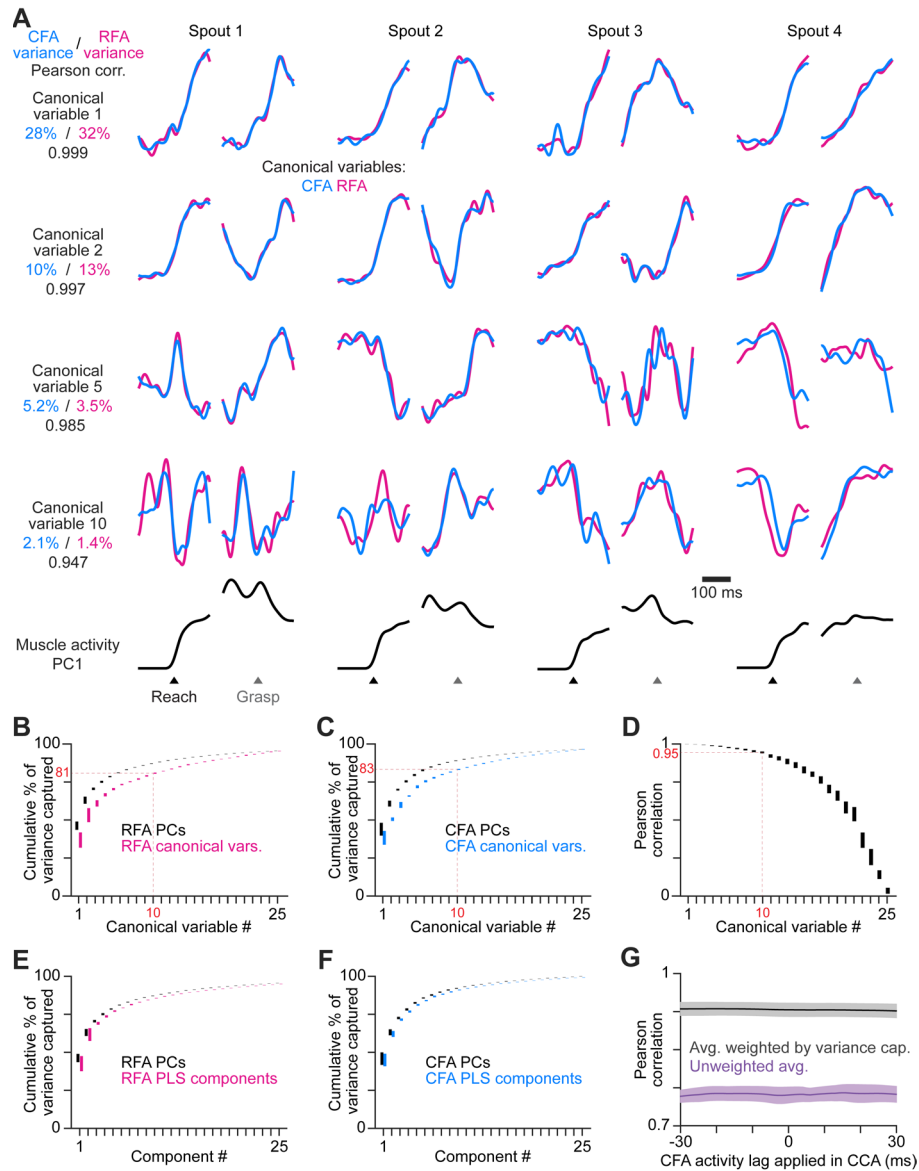 A
Spout 1
Spout 2
Spout 3
Spout 4
CFA variance / RFA variance
Pearson corr.
Canonical
variable 1
28% / 32%
0.999
Canonical variables:
CFA RFA
Canonical
variable 2
10% / 13%
0.997
Canonical
variable 5
5.2% / 3.5%
0.985
Canonical
variable 10
2.1% / 1.4%
0.947
100 ms
Muscle activity
PC1
Reach
Grasp
B
Cumulative % of
variance captured
100
81
0
RFA PCs
RFA canonical vars.
1
10
25
Canonical variable #
C
Cumulative % of
variance captured
100
83
0
CFA PCs
CFA canonical vars.
1
10
25
Canonical variable #
D
Pearson
correlation
1
0.95
0
1
10
25
Canonical variable #
E
Cumulative % of
variance captured
100
0
RFA PCs
RFA PLS components
1
25
Component #
F
Cumulative % of
variance captured
100
0
CFA PCs
CFA PLS components
1
25
Component #
G
Pearson
correlation
1
0.7
Avg. weighted by variance cap.
Unweighted avg.
-30
0
30
CFA activity lag applied in CCA (ms)